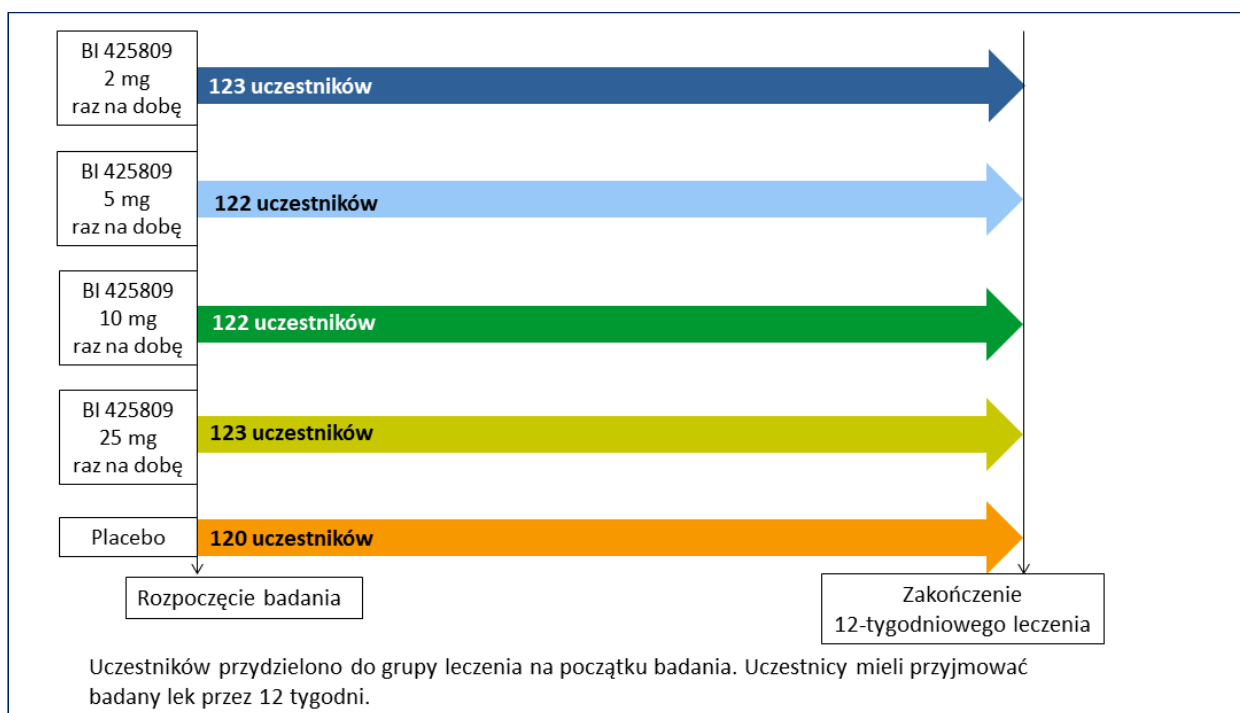 BI 425809
2 mg
raz na dobę
123 uczestników
BI 425809
5 mg
raz na dobę
122 uczestników
BI 425809
10 mg
raz na dobę
122 uczestników
BI 425809
25 mg
raz na dobę
123 uczestników
Placebo
120 uczestników
Rozpoczęcie badania
Zakończenie
12-tygodniowego leczenia
Uczestników przydzielono do grupy leczenia na początku badania. Uczestnicy mieli przyjmować
badany lek przez 12 tygodni.